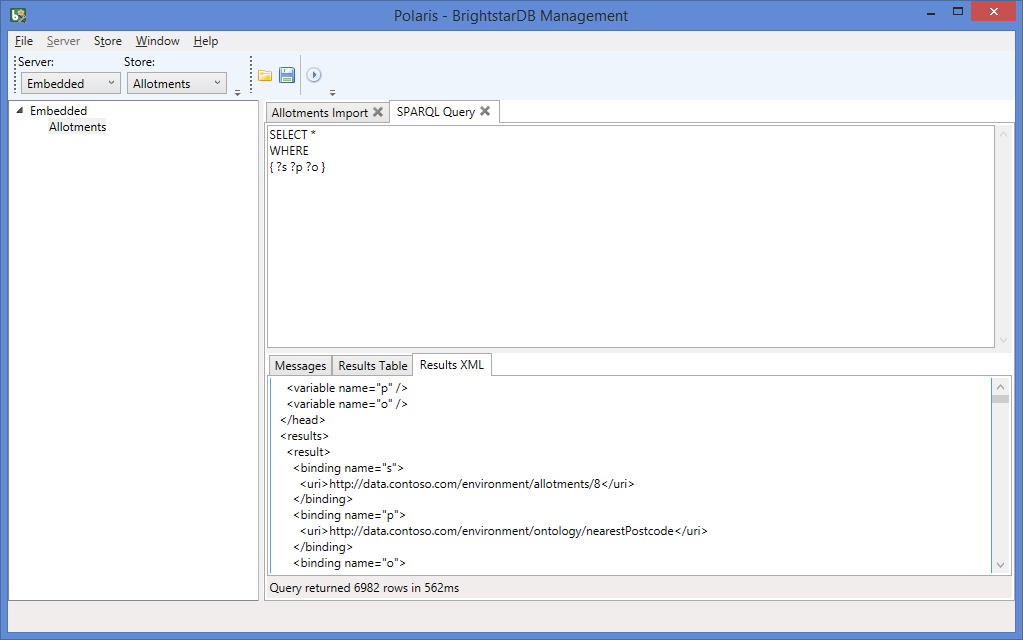 Polaris - BrightstarDB Management
File Server Store Window Help
Server: Store:
Embedded Allotments
Embedded
Allotments
Allotments Import SPARQL Query
SELECT *
WHERE
{ ?s ?p ?o }
Messages Results Table Results XML
<variable name="p" />
<variable name="o" />
</head>
<results>
<result>
<binding name="s">
<uri>http://data.contoso.com/environment/allotments/8</uri>
</binding>
<binding name="p">
<uri>http://data.contoso.com/environment/ontology/nearestPostcode</uri>
</binding>
<binding name="o">
Query returned 6982 rows in 562ms